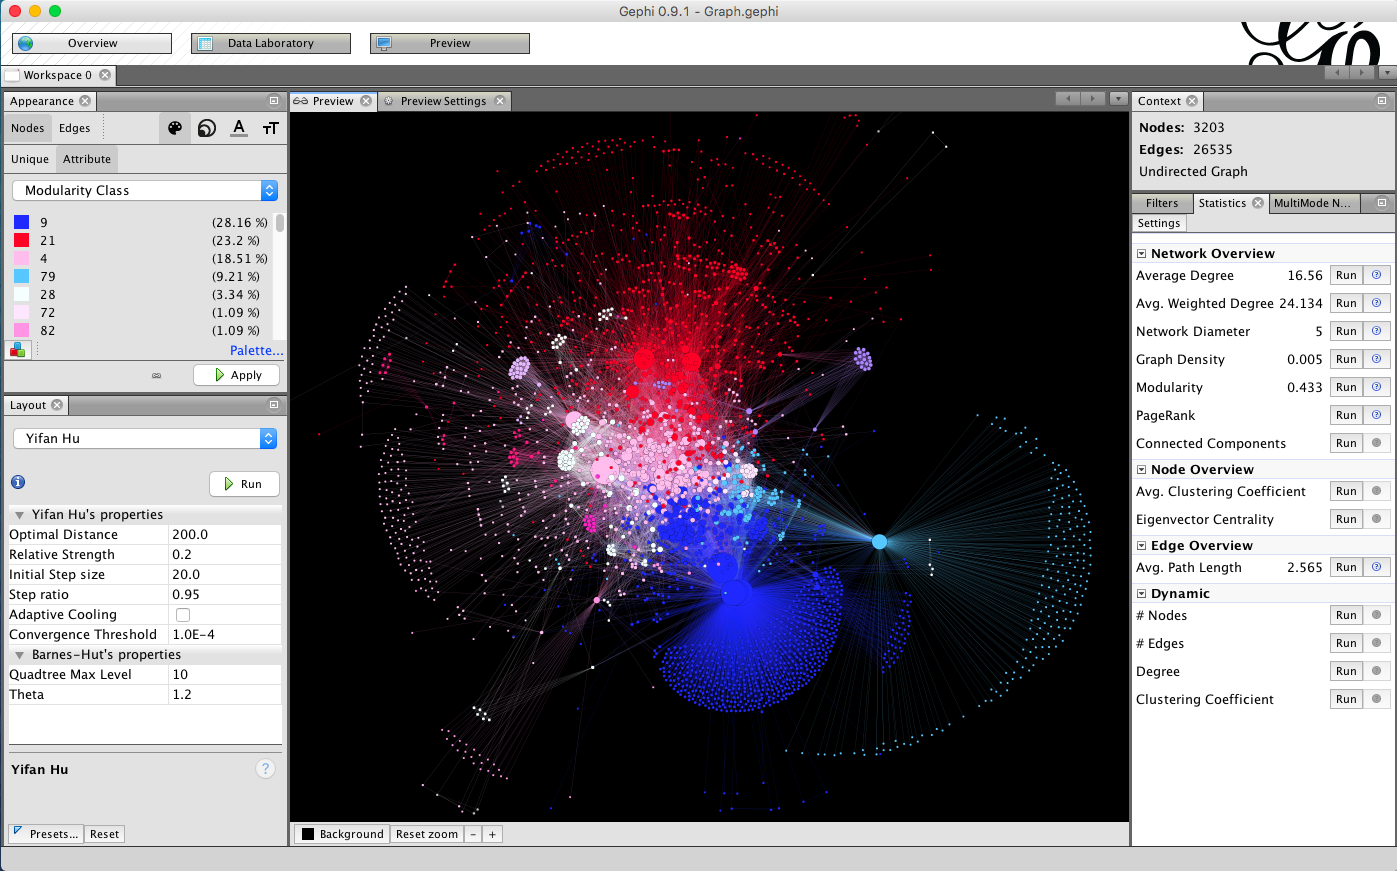 Gephi 0.9.1 - Graph.gephi
Overview
Data Laboratory
Preview
Workspace 0
Appearance
Nodes
Edges
A
TT
Unique
Attribute
Modularity Class
9 (28.16 %)
21 (23.2 %)
4 (18.51 %)
79 (9.21 %)
28 (3.34 %)
72 (1.09 %)
82 (1.09 %)
Palette...
Apply
Layout
Yifan Hu
Run
Yifan Hu's properties
Optimal Distance 200.0
Relative Strength 0.2
Initial Step size 20.0
Step ratio 0.95
Adaptive Cooling
Convergence Threshold 1.0E-4
Barnes-Hut's properties
Quadtree Max Level 10
Theta 1.2
Yifan Hu
?
Presets...
Reset
Preview
Preview Settings
Background
Reset zoom
-
+
Context
Nodes: 3203
Edges: 26535
Undirected Graph
Filters
Statistics
MultiMode N...
Settings
Network Overview
Average Degree 16.56 Run ?
Avg. Weighted Degree 24.134 Run ?
Network Diameter 5 Run ?
Graph Density 0.005 Run ?
Modularity 0.433 Run ?
PageRank Run ?
Connected Components Run
Node Overview
Avg. Clustering Coefficient Run
Eigenvector Centrality Run
Edge Overview
Avg. Path Length 2.565 Run ?
Dynamic
# Nodes Run
# Edges Run
Degree Run
Clustering Coefficient Run